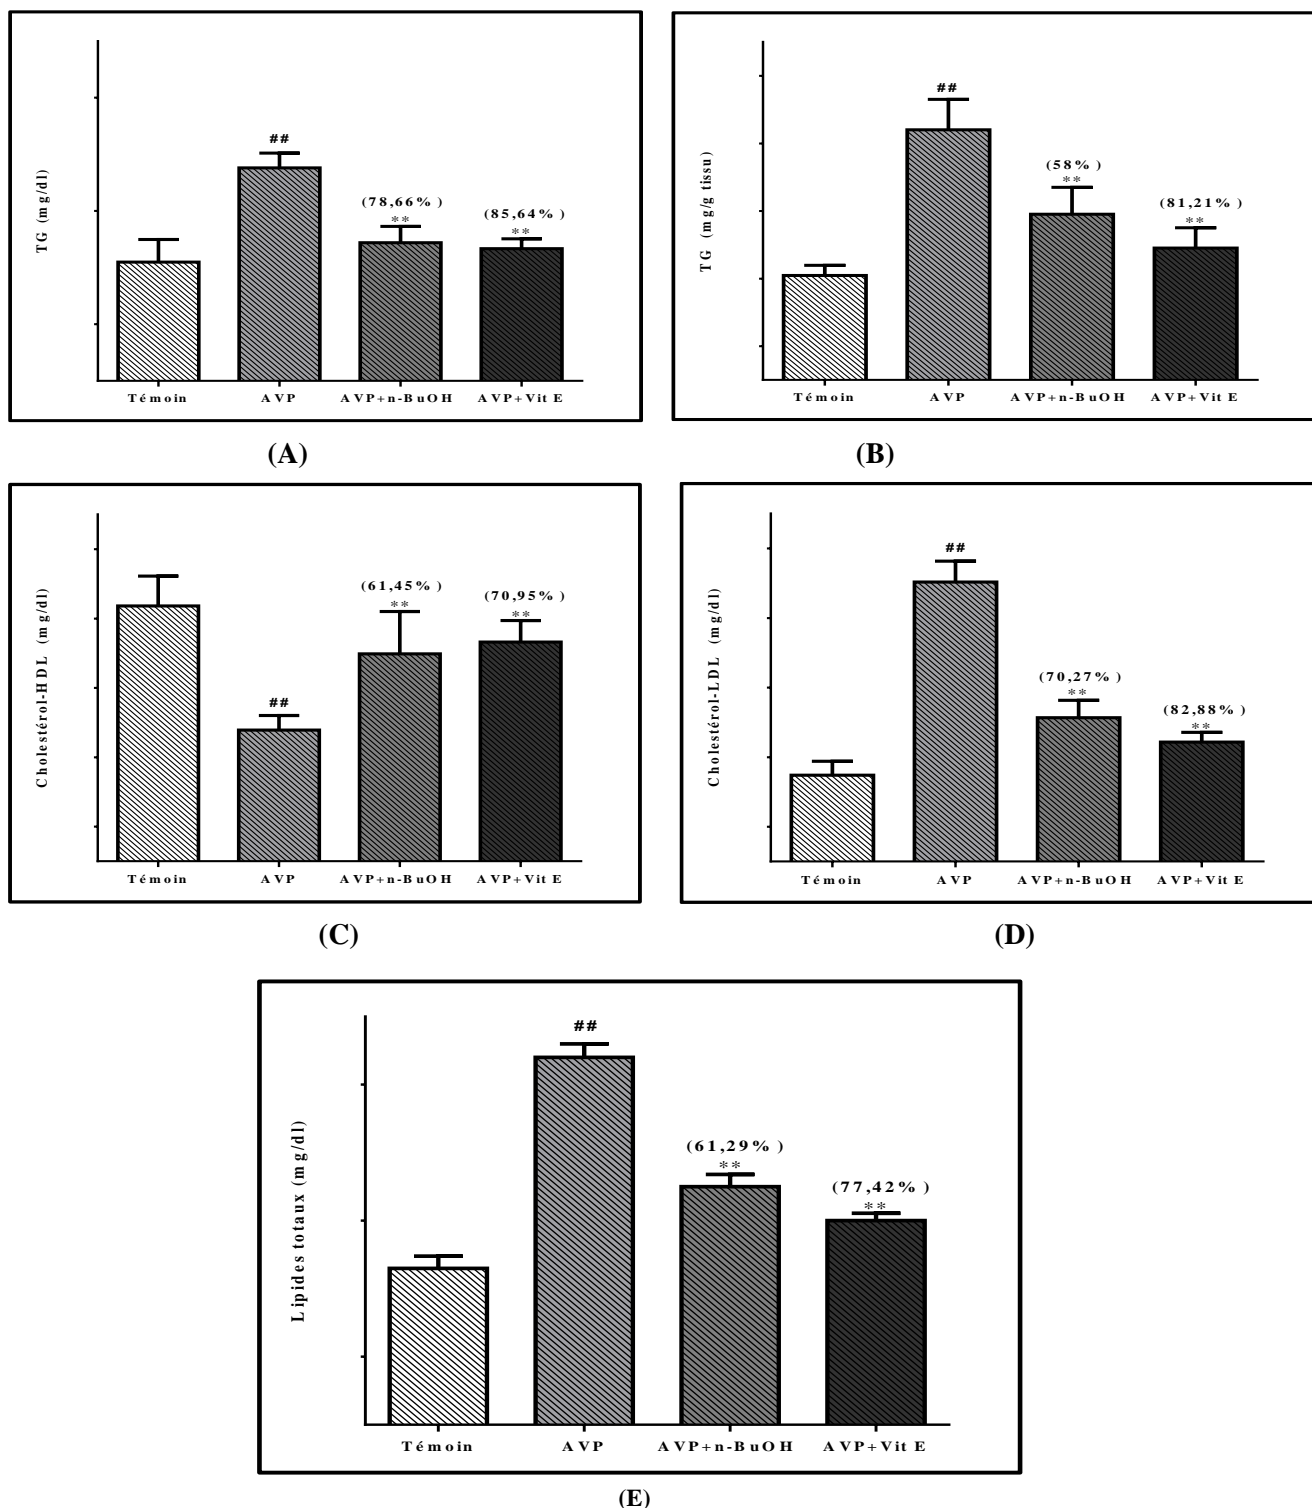 TG (mg/dl)
##
(78,66%)
**
(85,64%)
**
Témoin AVP AVP+n-BuOH AVP+Vit E
(A)
TG (mg/g tissu)
##
(58%)
**
(81,21%)
**
Témoin AVP AVP+n-BuOH AVP+Vit E
(B)
Cholestérol-HDL (mg/dl)
##
(61,45%)
**
(70,95%)
**
Témoin AVP AVP+n-BuOH AVP+Vit E
(C)
Cholestérol-LDL (mg/dl)
##
(70,27%)
**
(82,88%)
**
Témoin AVP AVP+n-BuOH AVP+Vit E
(D)
Lipides totaux (mg/dl)
##
(61,29%)
**
(77,42%)
**
Témoin AVP AVP+n-BuOH AVP+Vit E
(E)